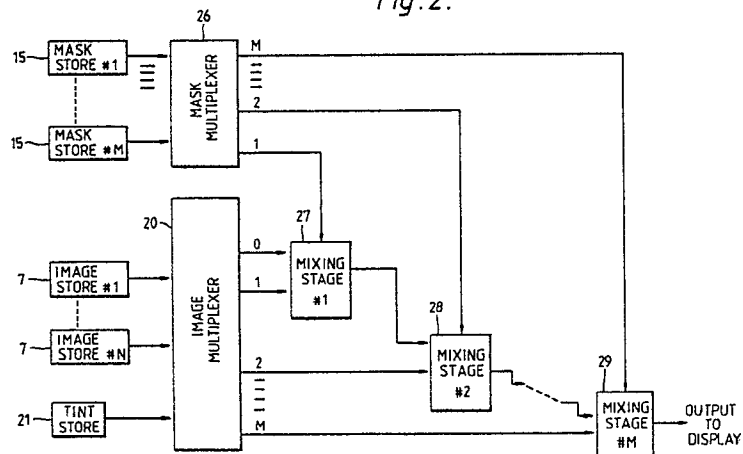 Fig. 2.
26
15
MASK
STORE #1
M
2
1
MASK
MULTIPLEXER
15
MASK
STORE #M
20
27
0
1
MIXING
STAGE
#1
7
IMAGE
STORE #1
IMAGE
MULTIPLEXER
28
7
IMAGE
STORE #N
MIXING
STAGE
#2
2
29
21
TINT
STORE
M
MIXING
STAGE
#M
OUTPUT
TO
DISPLAY